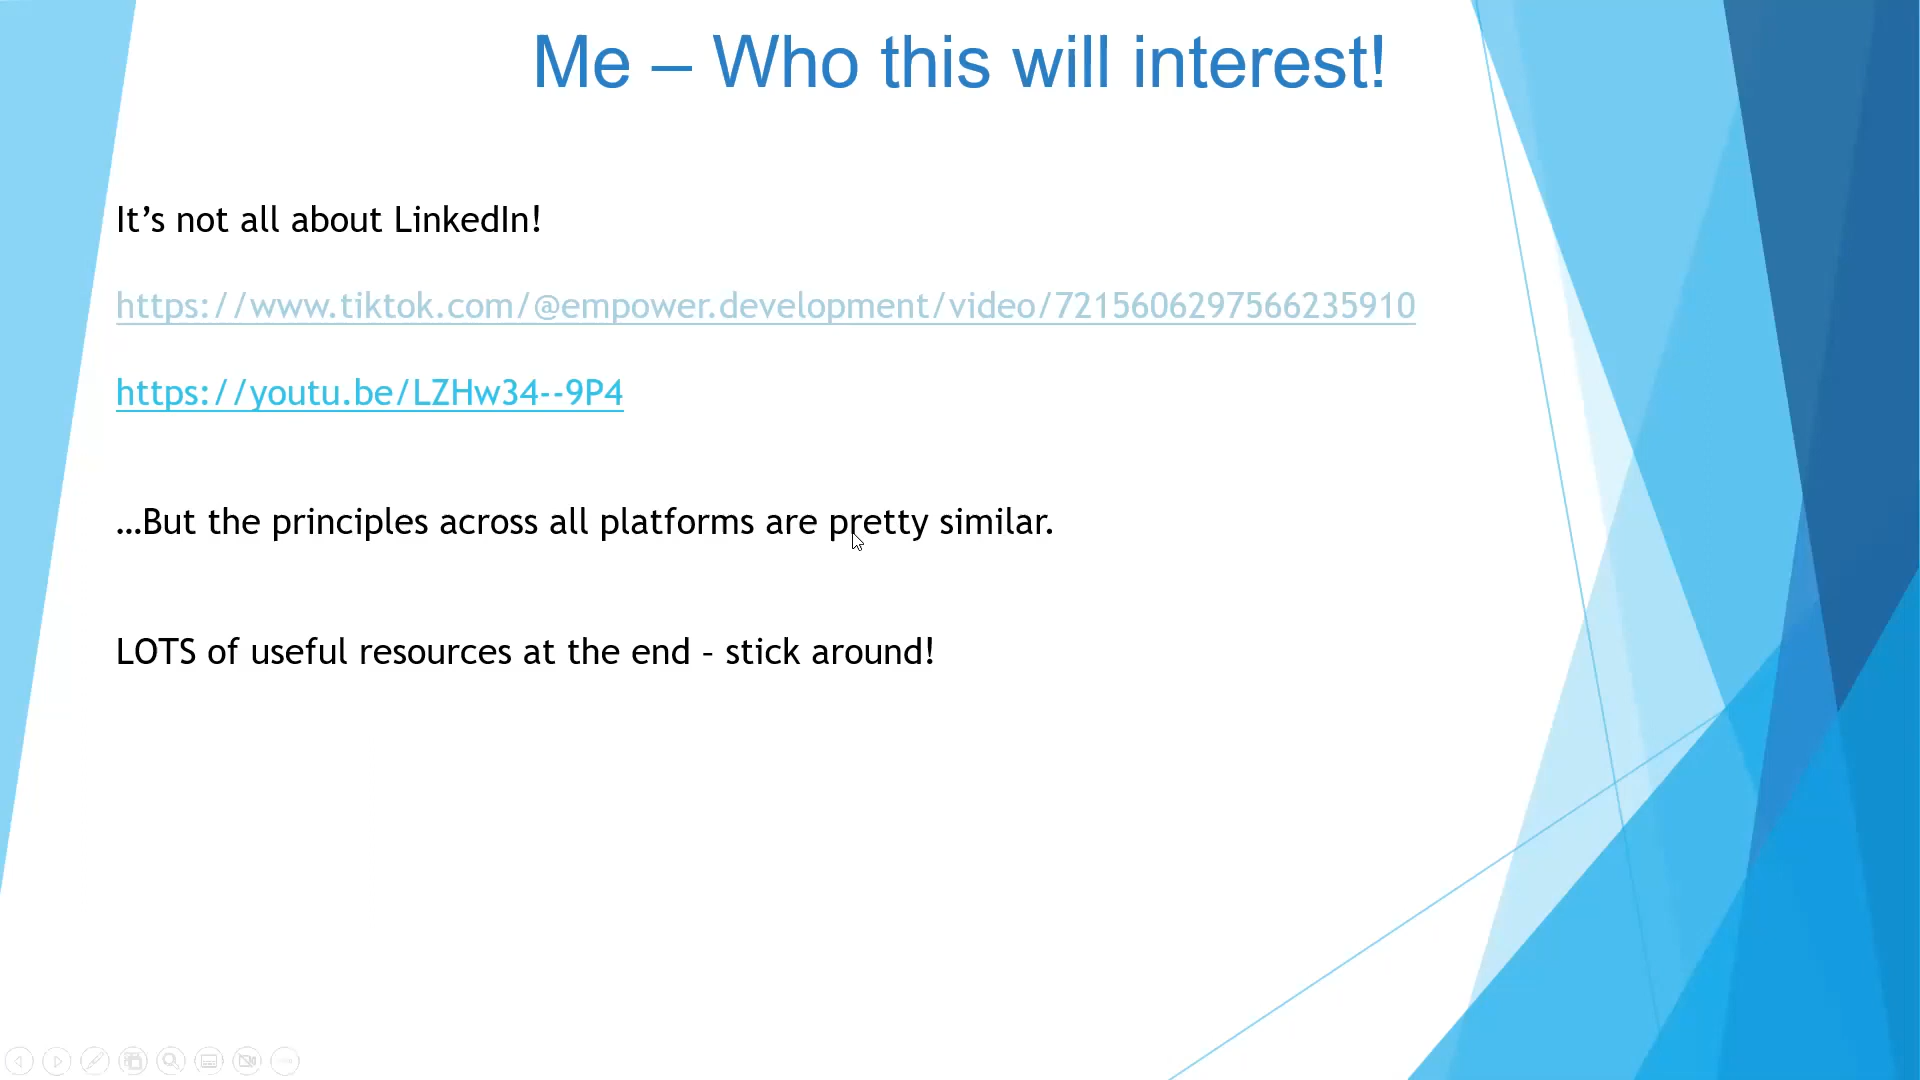 Me – Who this will interest!
It’s not all about LinkedIn!
https://www.tiktok.com/@empower.development/video/7215606297566235910
https://youtu.be/LZHw34--9P4
…But the principles across all platforms are pretty similar.
LOTS of useful resources at the end – stick around!